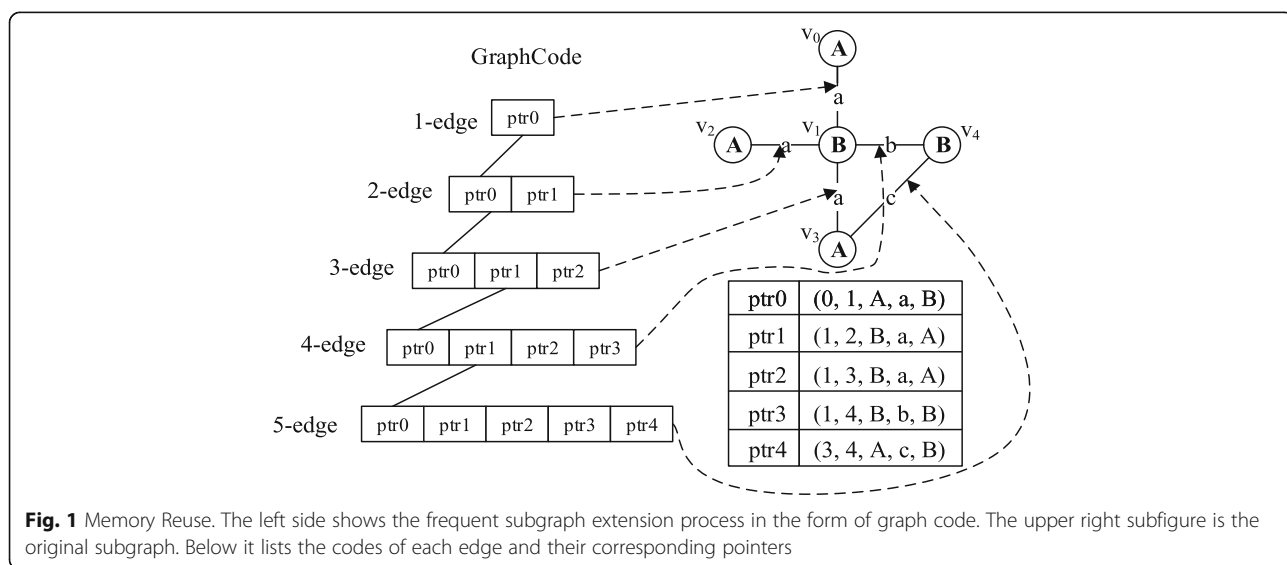 GraphCode
1-edge ptr0
2-edge ptr0 ptr1
3-edge ptr0 ptr1 ptr2
4-edge ptr0 ptr1 ptr2 ptr3
5-edge ptr0 ptr1 ptr2 ptr3 ptr4
v0 A
a
v2 A a v1 B b B v4
a c
v3 A
ptr0 (0, 1, A, a, B)
ptr1 (1, 2, B, a, A)
ptr2 (1, 3, B, a, A)
ptr3 (1, 4, B, b, B)
ptr4 (3, 4, A, c, B)
Fig. 1 Memory Reuse. The left side shows the frequent subgraph extension process in the form of graph code. The upper right subfigure is the
original subgraph. Below it lists the codes of each edge and their corresponding pointers